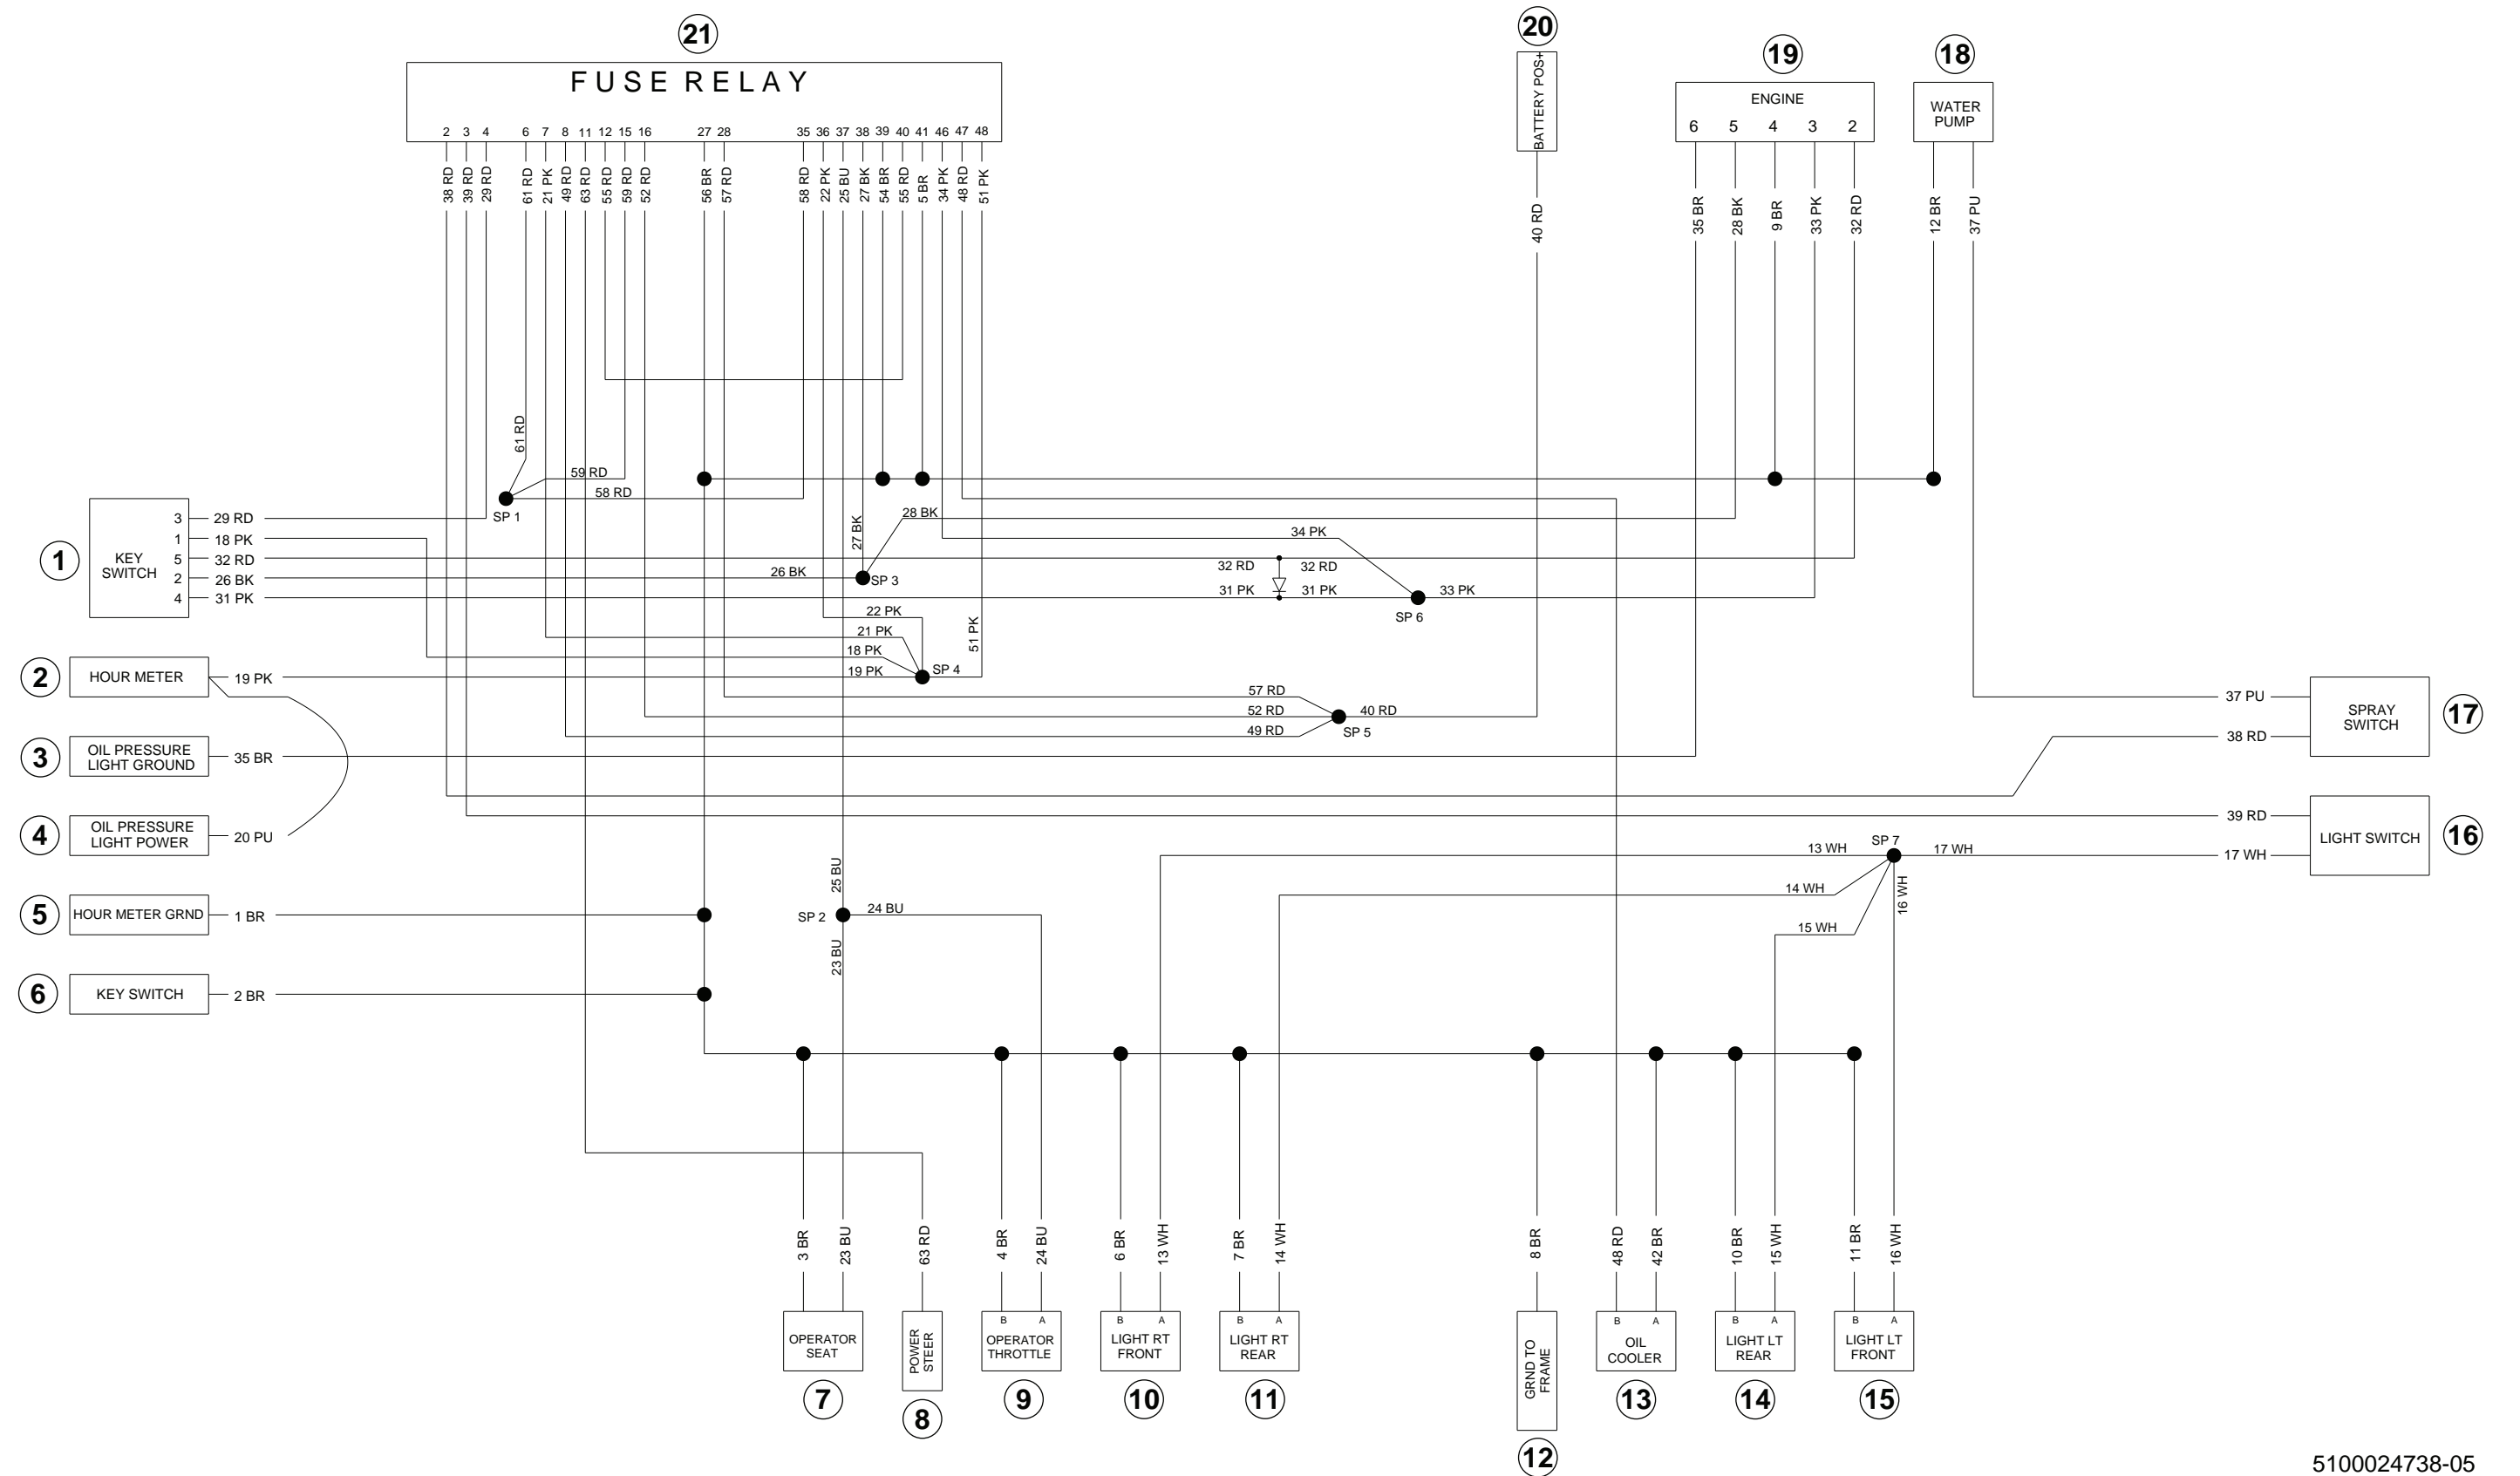 21
20
19
18
F U S E R E L A Y
BATTERY POS+
ENGINE
WATER
PUMP
2 3 4 6 7 8 11 12 15 16 27 28 35 36 37 38 39 40 41 46 47 48
6 5 4 3 2
38 RD
39 RD
29 RD
61 RD
21 PK
49 RD
63 RD
55 RD
59 RD
52 RD
56 BR
57 RD
58 RD
22 PK
25 BU
27 BK
54 BR
55 RD
5 BR
34 PK
48 RD
51 PK
40 RD
35 BR
28 BK
9 BR
33 PK
32 RD
12 BR
37 PU
61 RD
59 RD
58 RD
SP 1
1
KEY
SWITCH
3 29 RD
1 18 PK
5 32 RD
2 26 BK
4 31 PK
27 BK
28 BK
26 BK
SP 3
34 PK
32 RD 32 RD
31 PK 31 PK
33 PK
SP 6
22 PK
21 PK
18 PK
19 PK
SP 4
51 PK
2
HOUR METER
19 PK
57 RD
52 RD
49 RD
40 RD
SP 5
37 PU
38 RD
SPRAY
SWITCH
17
3
OIL PRESSURE
LIGHT GROUND
35 BR
4
OIL PRESSURE
LIGHT POWER
20 PU
39 RD
17 WH
LIGHT SWITCH
16
SP 7
13 WH
17 WH
14 WH
15 WH
16 WH
5
HOUR METER GRND
1 BR
25 BU
SP 2
24 BU
23 BU
6
KEY SWITCH
2 BR
3 BR
23 BU
63 RD
4 BR
24 BU
6 BR
13 WH
7 BR
14 WH
8 BR
48 RD
42 BR
10 BR
15 WH
11 BR
16 WH
OPERATOR
SEAT
7
POWER
STEER
8
B A
OPERATOR
THROTTLE
9
B A
LIGHT RT
FRONT
10
B A
LIGHT RT
REAR
11
GRND TO
FRAME
12
B A
OIL
COOLER
13
B A
LIGHT LT
REAR
14
B A
LIGHT LT
FRONT
15
5100024738-05